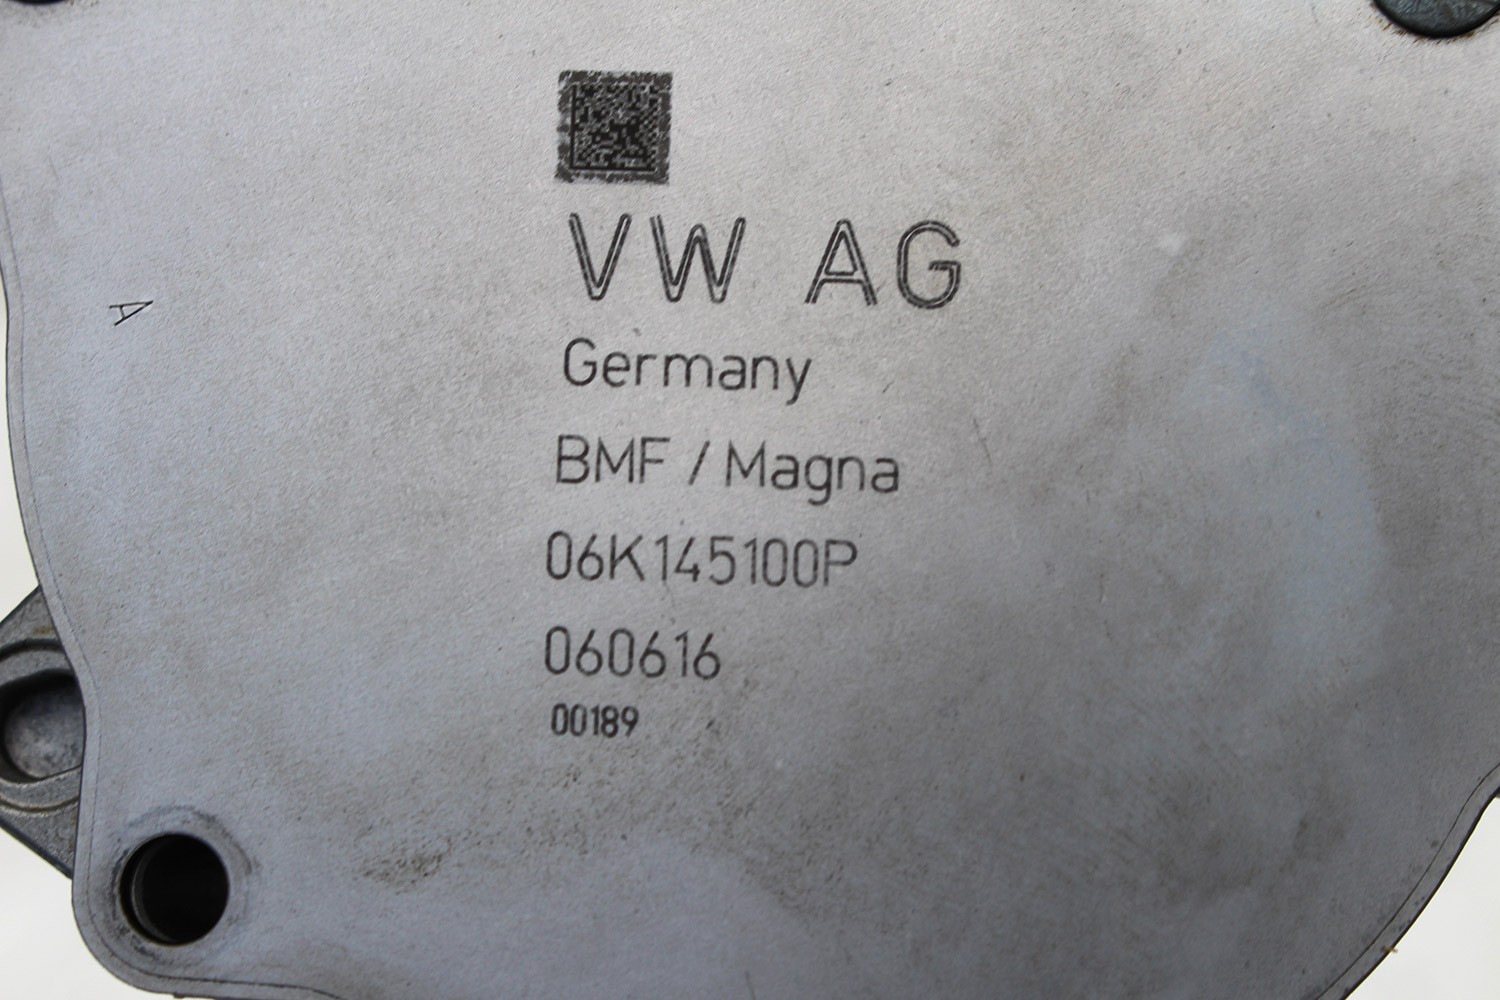 VW AG
A
Germany
BMF / Magna
06K145100P
060616
00189